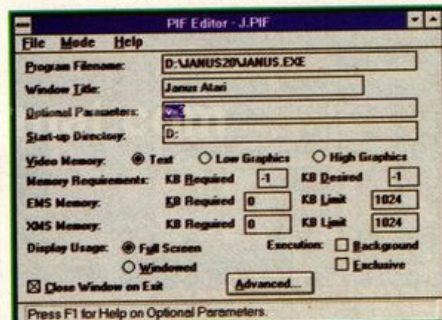 PIF Editor - J.PIF
File Mode Help
Program Filename: D:\JANUS20\JANUS.EXE
Window Title: Janus Atari
Optional Parameters:
Start-up Directory: D:
Video Memory: Text Low Graphics High Graphics
Memory Requirements: KB Required -1 KB Desired -1
EMS Memory: KB Required 0 KB Limit 1024
XMS Memory: KB Required 0 KB Limit 1024
Display Usage: Full Screen Execution: Background
Windowed Exclusive
Close Window on Exit Advanced...
Press F1 for Help on Optional Parameters.